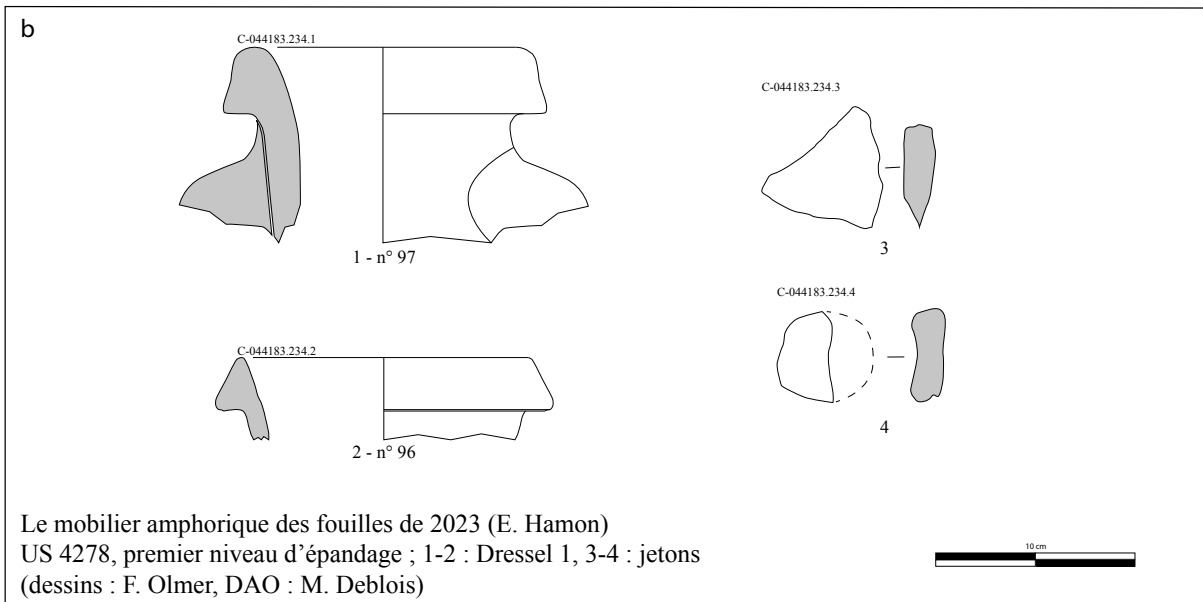 b
C-044183.234.1
1 - n° 97
C-044183.234.2
2 - n° 96
C-044183.234.3
3
C-044183.234.4
4
Le mobilier amphorique des fouilles de 2023 (E. Hamon)
US 4278, premier niveau d'épandage ; 1-2 : Dressel 1, 3-4 : jetons
(dessins : F. Olmer, DAO : M. Deblois)
10 cm